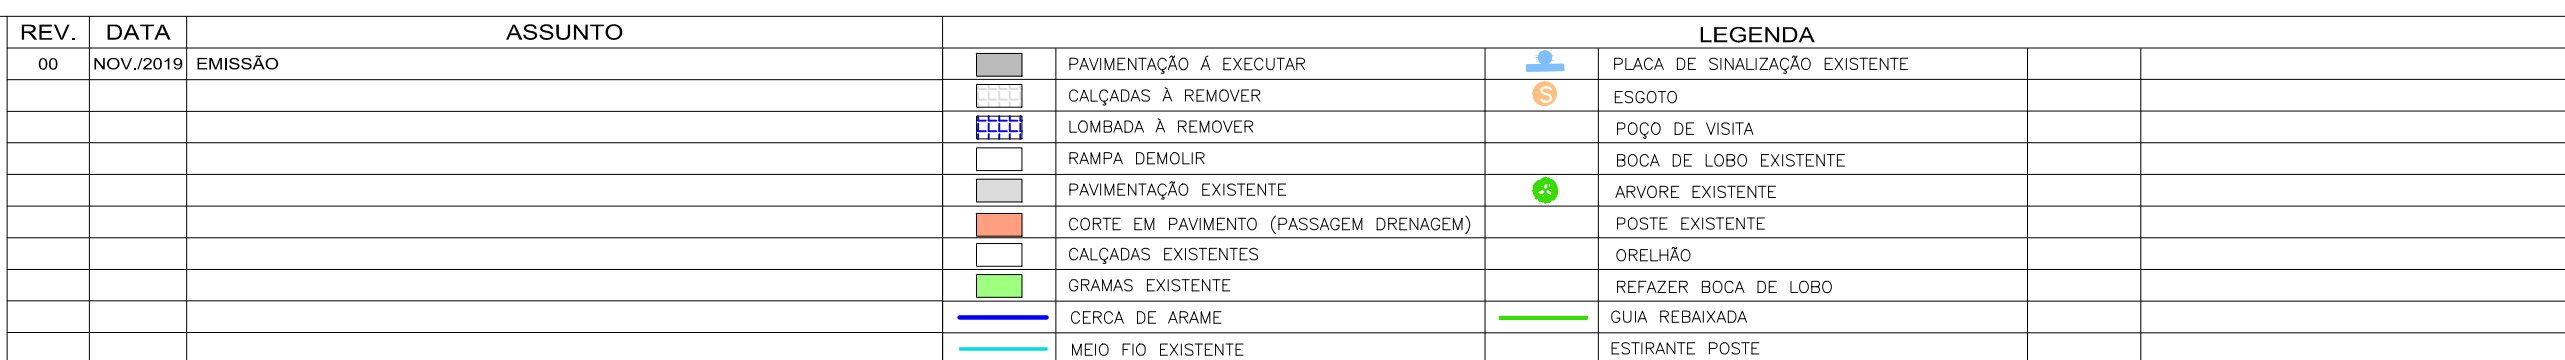 REV. DATA ASSUNTO LEGENDA
00 NOV./2019 EMISSÃO PAVIMENTAÇÃO Á EXECUTAR PLACA DE SINALIZAÇÃO EXISTENTE
CALÇADAS À REMOVER S ESGOTO
LOMBADA À REMOVER POÇO DE VISITA
RAMPA DEMOLIR BOCA DE LOBO EXISTENTE
PAVIMENTAÇÃO EXISTENTE ARVORE EXISTENTE
CORTE EM PAVIMENTO (PASSAGEM DRENAGEM) POSTE EXISTENTE
CALÇADAS EXISTENTES ORELHÃO
GRAMAS EXISTENTE REFAZER BOCA DE LOBO
CERCA DE ARAME GUIA REBAIXADA
MEIO FIO EXISTENTE ESTIRANTE POSTE